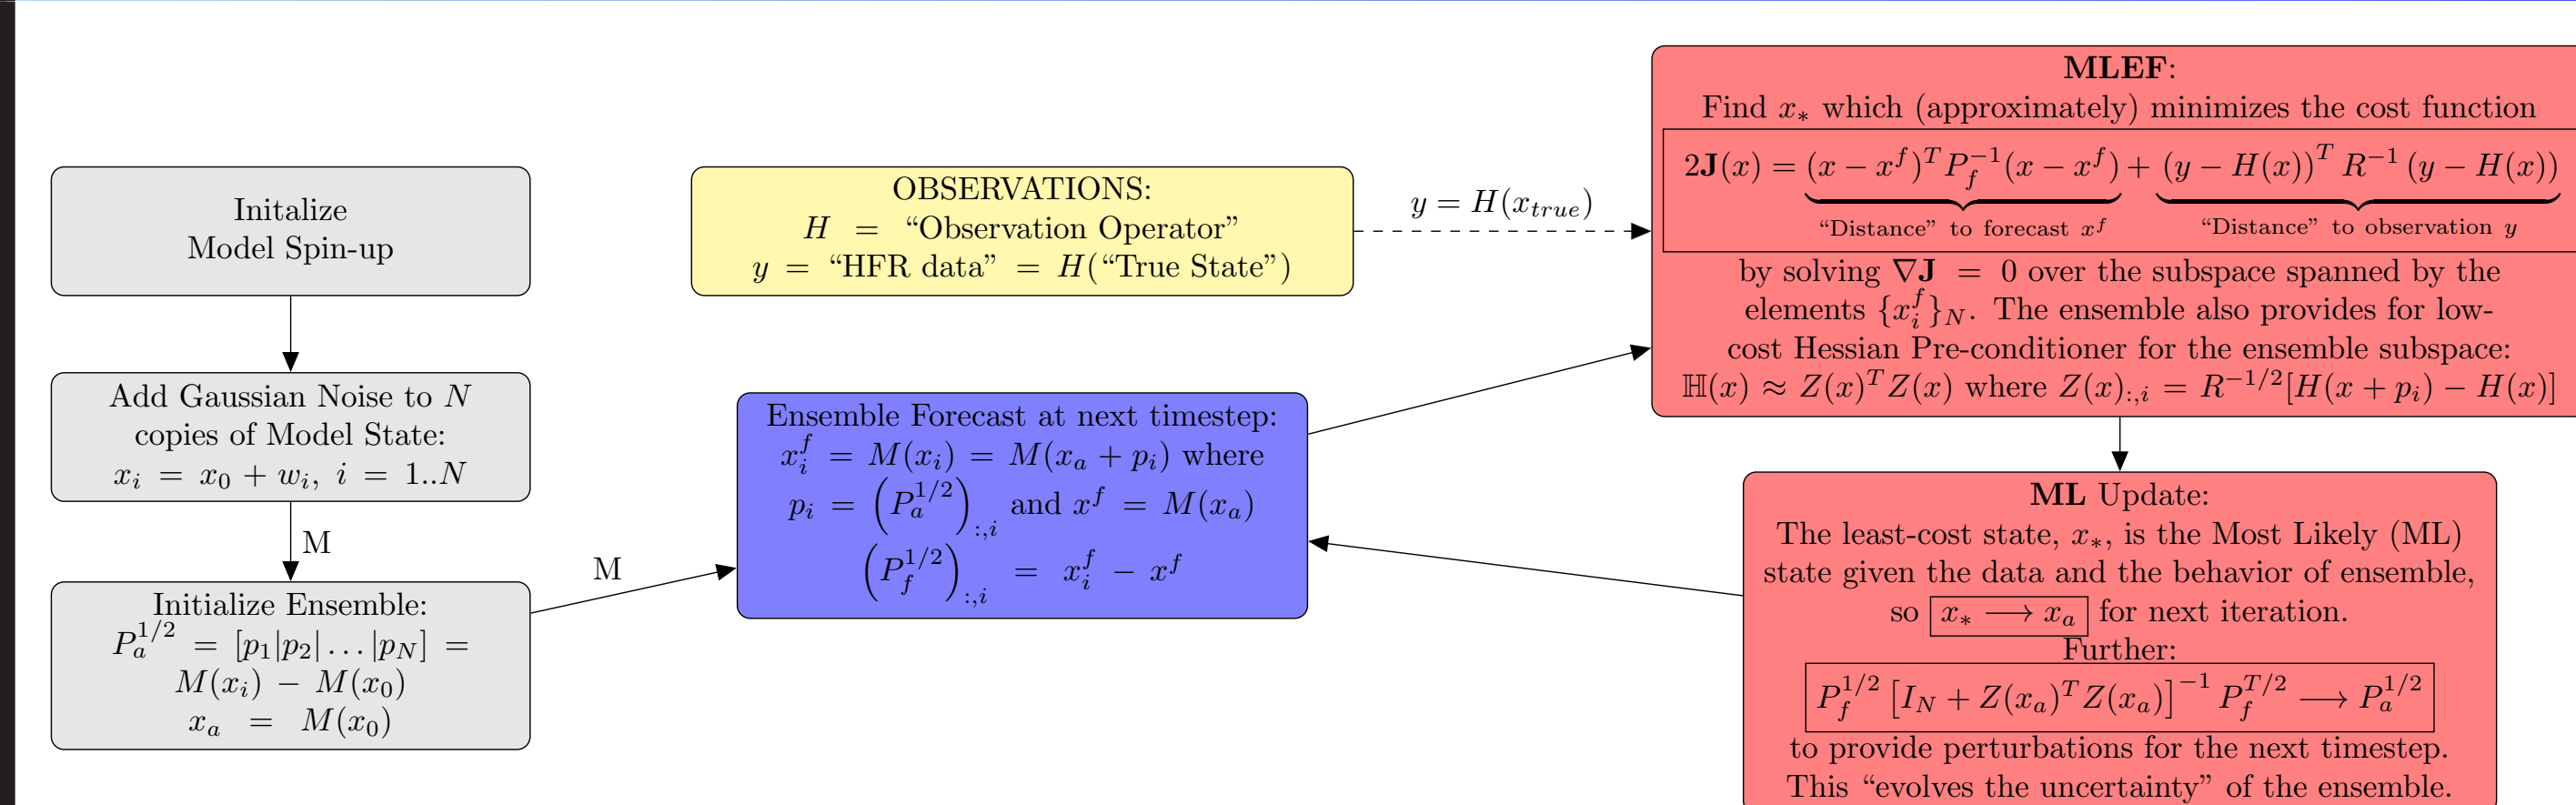 Initalize
Model Spin-up
Add Gaussian Noise to N
copies of Model State:
x_i = x_0 + w_i, i = 1..N
M
Initialize Ensemble:
P_a^{1/2} = [p_1|p_2|…|p_N] =
M(x_i) − M(x_0)
x_a = M(x_0)
M
OBSERVATIONS:
H = “Observation Operator”
y = “HFR data” = H(“True State”)
y = H(x_{true})
Ensemble Forecast at next timestep:
x_i^f = M(x_i) = M(x_a + p_i) where
p_i = (P_a^{1/2})_{:,i} and x^f = M(x_a)
(P_f^{1/2})_{:,i} = x_i^f − x^f
MLEF:
Find x_* which (approximately) minimizes the cost function
2J(x) = (x − x^f)^T P_f^{−1}(x − x^f) + (y − H(x))^T R^{−1} (y − H(x))
“Distance” to forecast x^f “Distance” to observation y
by solving ∇J = 0 over the subspace spanned by the
elements {x_i^f}_N. The ensemble also provides for low-
cost Hessian Pre-conditioner for the ensemble subspace:
ℍ(x) ≈ Z(x)^T Z(x) where Z(x)_{:,i} = R^{−1/2}[H(x + p_i) − H(x)]
ML Update:
The least-cost state, x_*, is the Most Likely (ML)
state given the data and the behavior of ensemble,
so x_* ⟶ x_a for next iteration.
Further:
P_f^{1/2} [I_N + Z(x_a)^T Z(x_a)]^{−1} P_f^{T/2} ⟶ P_a^{1/2}
to provide perturbations for the next timestep.
This “evolves the uncertainty” of the ensemble.